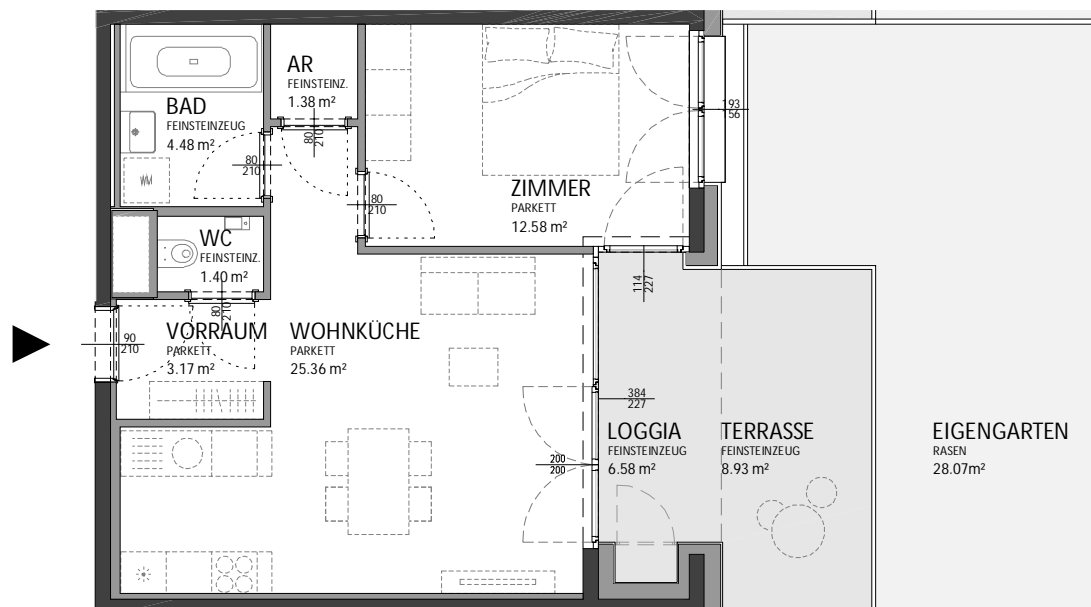 AR
FEINSTEINZ.
1.38 m²
80
210
BAD
FEINSTEINZEUG
4.48 m²
80
210
WM
ZIMMER
PARKETT
12.58 m²
80
210
193
156
WC
FEINSTEINZ.
1.40 m²
80
210
114
227
VORRAUM
PARKETT
3.17 m²
90
210
WOHNKÜCHE
PARKETT
25.36 m²
384
227
200
200
LOGGIA
FEINSTEINZEUG
6.58 m²
TERRASSE
FEINSTEINZEUG
8.93 m²
EIGENGARTEN
RASEN
28.07m²